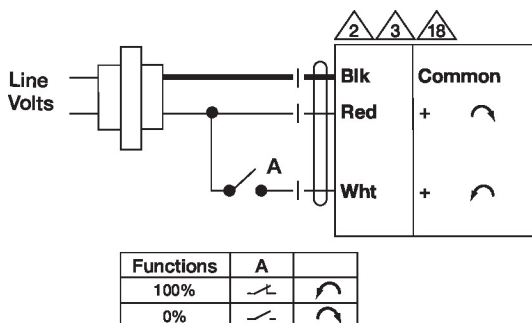 2 3 18
Line Volts
Blk Common
Red +
A
Wht +
Functions A
100%
0%